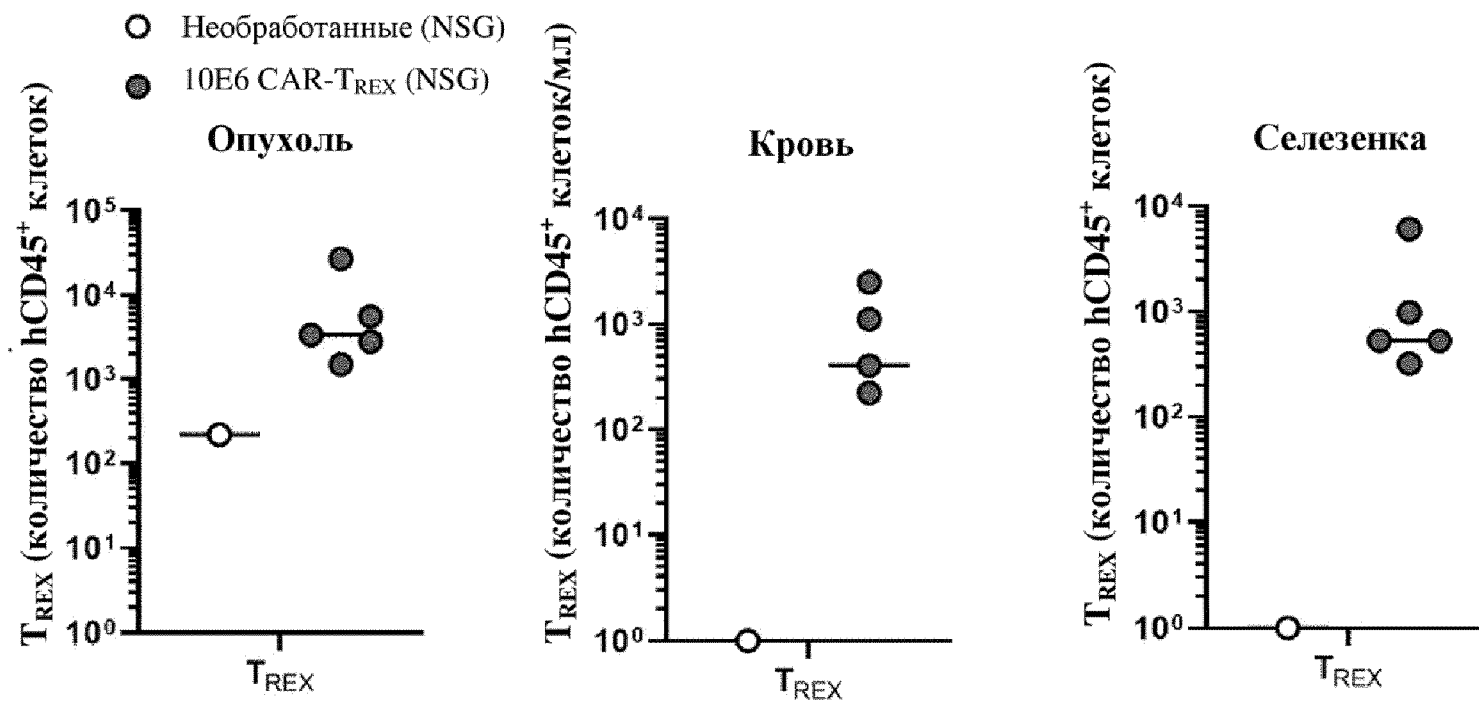 Необработанные (NSG)
10E6 CAR-T_REX (NSG)
Опухоль
T_REX (количество hCD45⁺ клеток)
10⁵
10⁴
10³
10²
10¹
10⁰
T_REX
Кровь
T_REX (количество hCD45⁺ клеток/мл)
10⁴
10³
10²
10¹
10⁰
T_REX
Селезенка
T_REX (количество hCD45⁺ клеток)
10⁴
10³
10²
10¹
10⁰
T_REX